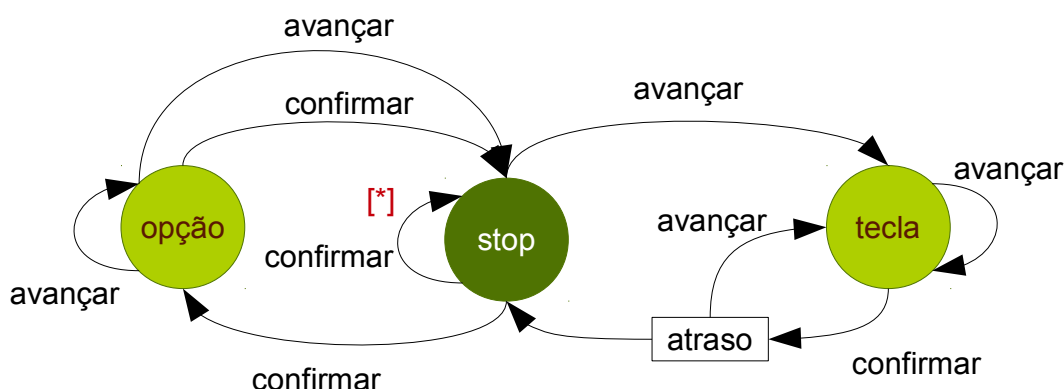 avançar
confirmar
avançar
avançar
[*]
opção
stop
avançar
tecla
confirmar
avançar
atraso
confirmar
confirmar